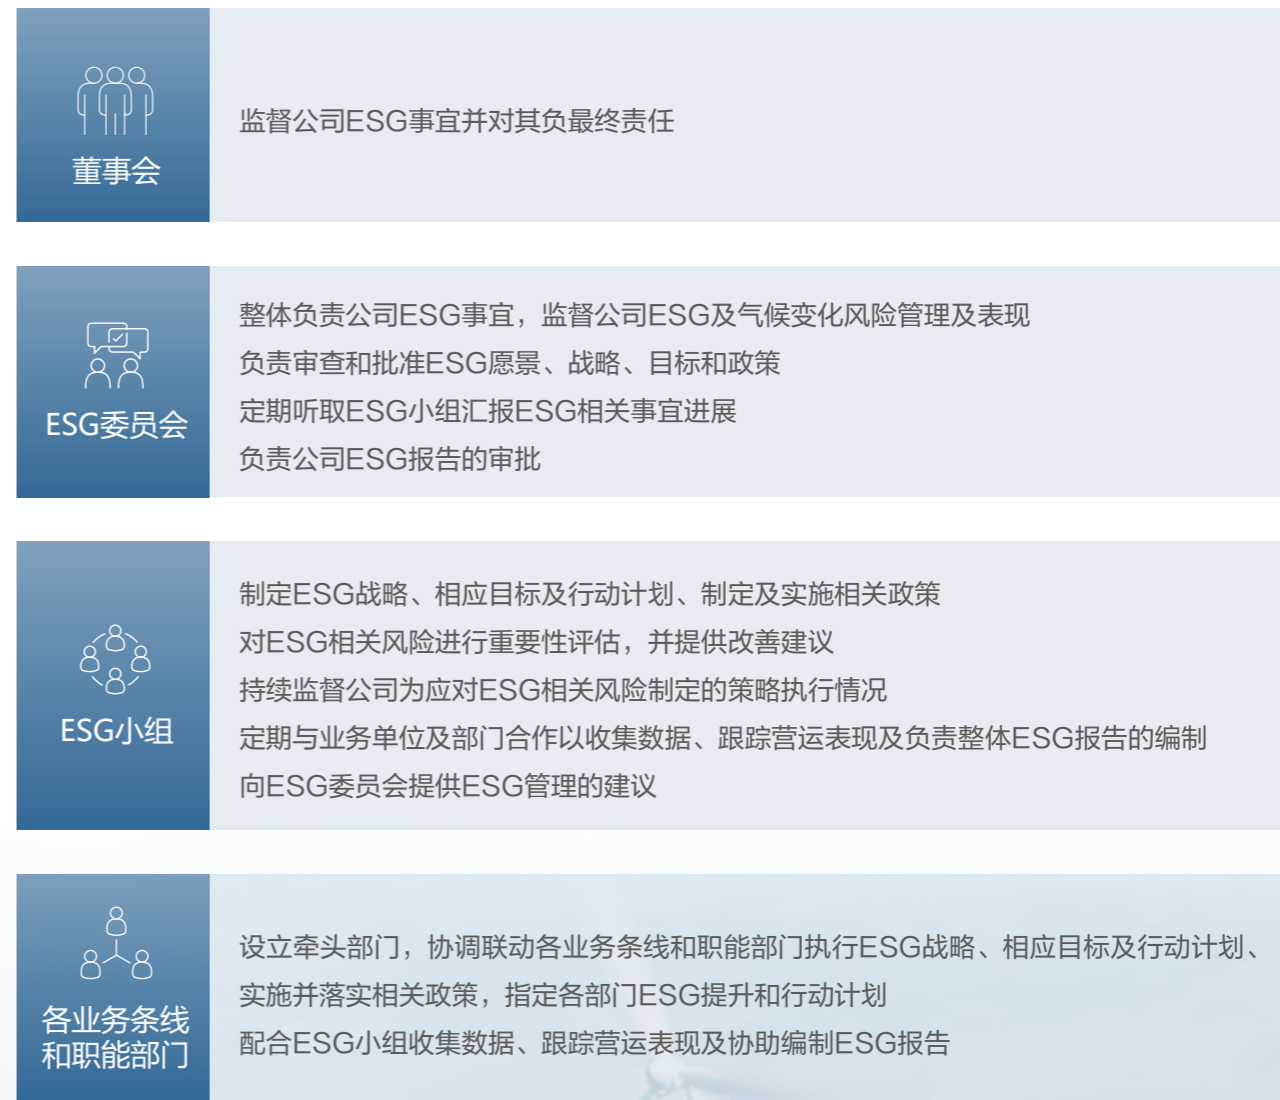 董事会
监督公司ESG事宜并对其负最终责任
ESG委员会
整体负责公司ESG事宜，监督公司ESG及气候变化风险管理及表现
负责审查和批准ESG愿景、战略、目标和政策
定期听取ESG小组汇报ESG相关事宜进展
负责公司ESG报告的审批
ESG小组
制定ESG战略、相应目标及行动计划、制定及实施相关政策
对ESG相关风险进行重要性评估，并提供改善建议
持续监督公司为应对ESG相关风险制定的策略执行情况
定期与业务单位及部门合作以收集数据、跟踪营运表现及负责整体ESG报告的编制
向ESG委员会提供ESG管理的建议
各业务条线
和职能部门
设立牵头部门，协调联动各业务条线和职能部门执行ESG战略、相应目标及行动计划、
实施并落实相关政策，指定各部门ESG提升和行动计划
配合ESG小组收集数据、跟踪营运表现及协助编制ESG报告